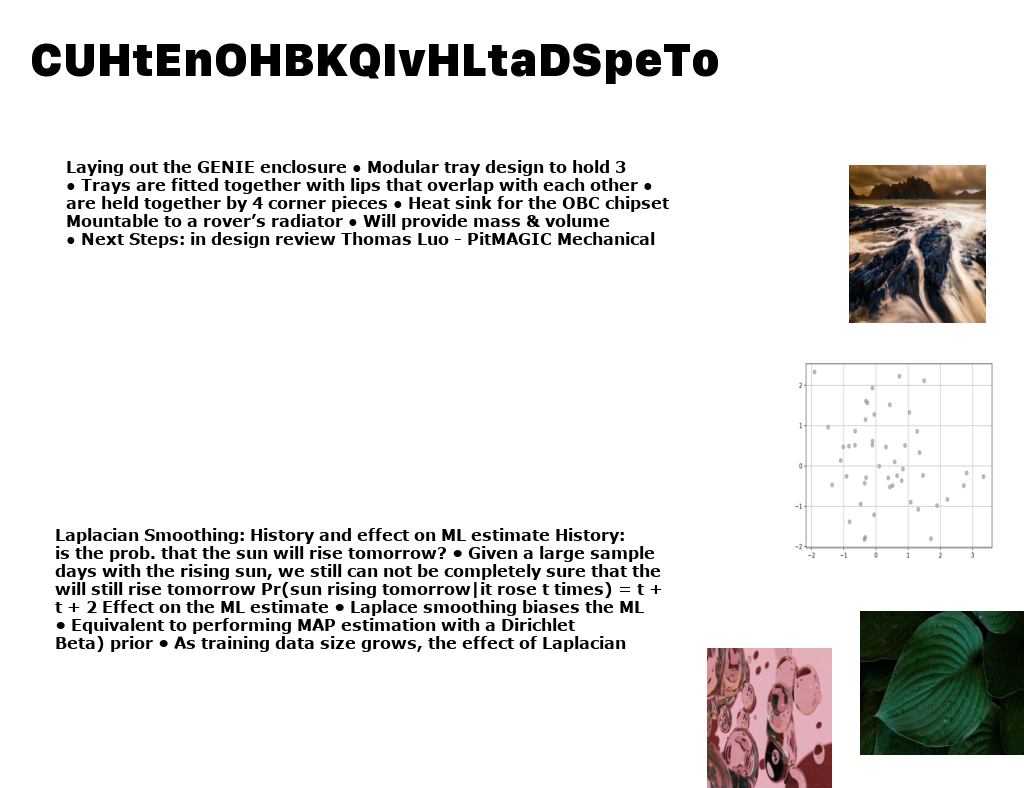 CUHtEnOHBKQIvHLtaDSpeTo
Laying out the GENIE enclosure • Modular tray design to hold 3
• Trays are fitted together with lips that overlap with each other •
are held together by 4 corner pieces • Heat sink for the OBC chipset
Mountable to a rover’s radiator • Will provide mass & volume
• Next Steps: in design review Thomas Luo - PitMAGIC Mechanical
2
1
0
−1
−2
−2 −1 0 1 2 3
Laplacian Smoothing: History and effect on ML estimate History:
is the prob. that the sun will rise tomorrow? • Given a large sample
days with the rising sun, we still can not be completely sure that the
will still rise tomorrow Pr(sun rising tomorrow|it rose t times) = t +
t + 2 Effect on the ML estimate • Laplace smoothing biases the ML
• Equivalent to performing MAP estimation with a Dirichlet
Beta) prior • As training data size grows, the effect of Laplacian